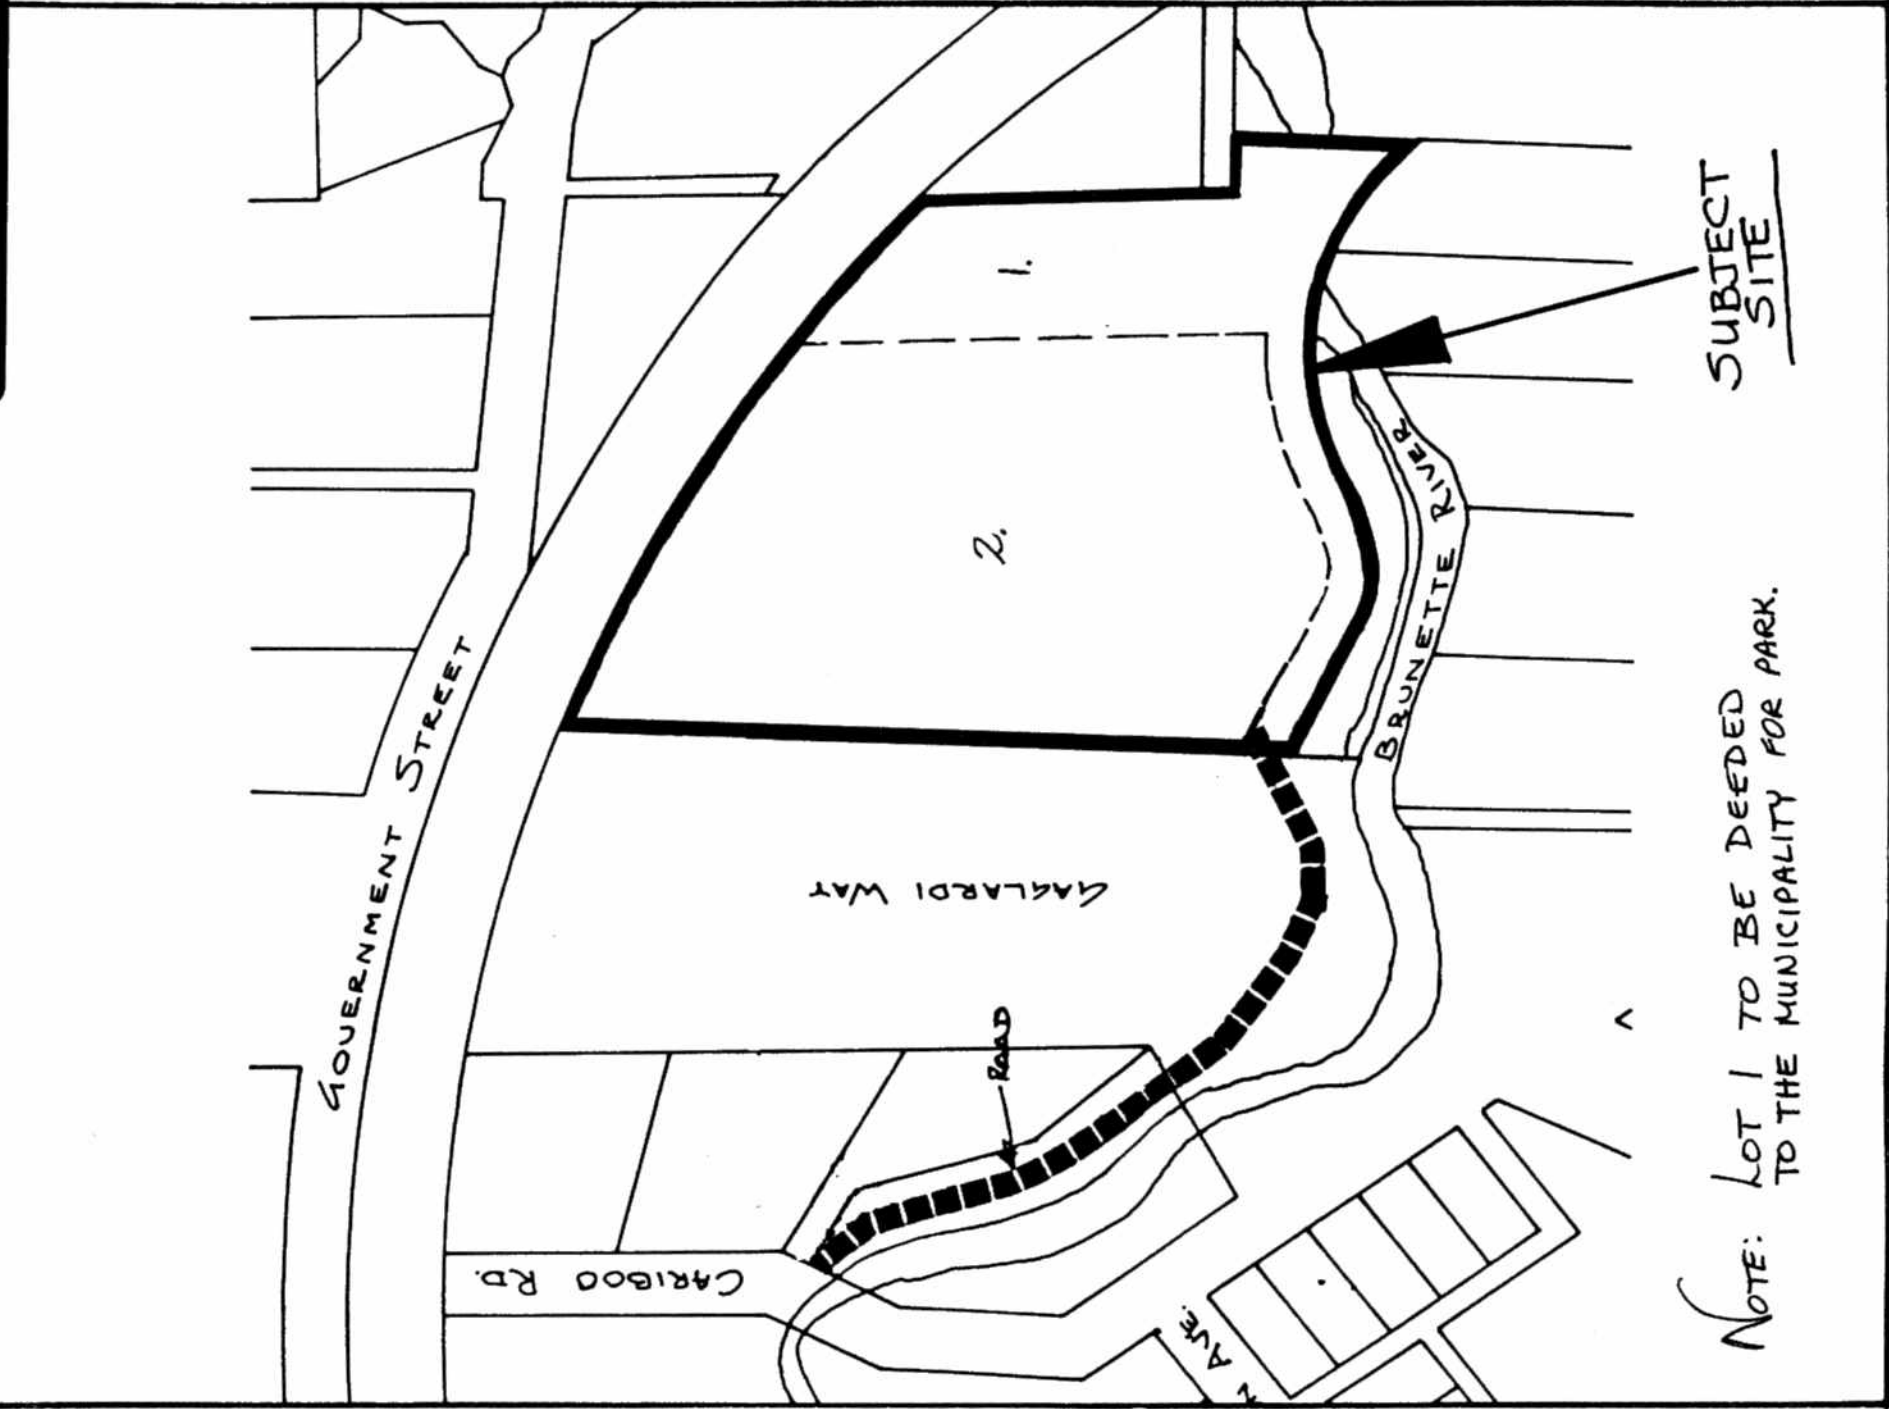 GOVERNMENT STREET
GAGLARDI WAY
CARIBOO RD.
ROAD
1.
2.
BRUNETTE RIVER
SUBJECT
SITE
AVE.
NOTE: LOT 1 TO BE DEEDED
TO THE MUNICIPALITY FOR PARK.